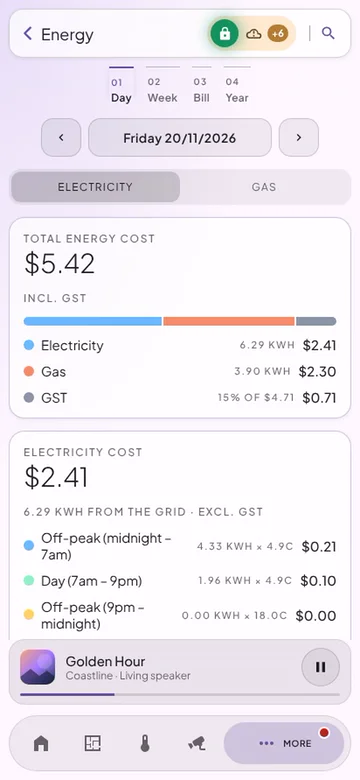 Energy
+6
01
Day
02
Week
03
Bill
04
Year
Friday 20/11/2026
ELECTRICITY
GAS
TOTAL ENERGY COST
$5.42
INCL. GST
Electricity 6.29 KWH $2.41
Gas 3.90 KWH $2.30
GST 15% OF $4.71 $0.71
ELECTRICITY COST
$2.41
6.29 KWH FROM THE GRID · EXCL. GST
Off-peak (midnight –
7am) 4.33 KWH × 4.9C $0.21
Day (7am – 9pm) 1.96 KWH × 4.9C $0.10
Off-peak (9pm –
midnight) 0.00 KWH × 18.0C $0.00
Golden Hour
Coastline · Living speaker
MORE